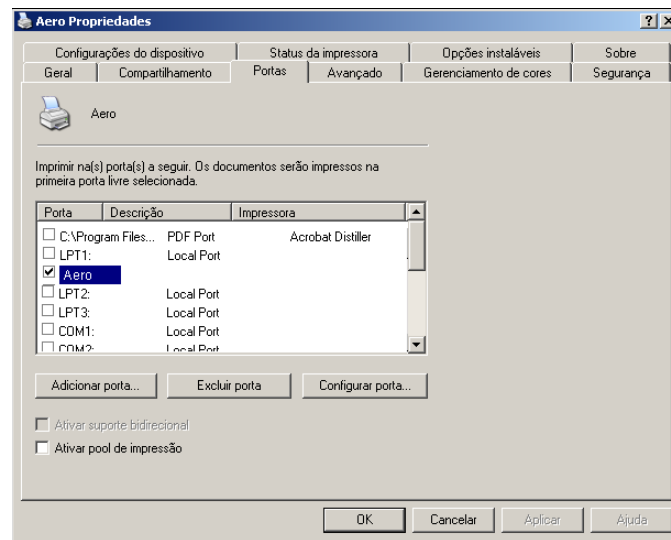 Aero Propriedades
Configurações do dispositivo Status da impressora Opções instaláveis Sobre
Geral Compartilhamento Portas Avançado Gerenciamento de cores Segurança
Aero
Imprimir na(s) porta(s) a seguir. Os documentos serão impressos na
primeira porta livre selecionada.
Porta Descrição Impressora
C:\Program Files... PDF Port Acrobat Distiller
LPT1: Local Port
Aero
LPT2: Local Port
LPT3: Local Port
COM1: Local Port
COM2: Local Port
Adicionar porta... Excluir porta Configurar porta...
Ativar suporte bidirecional
Ativar pool de impressão
OK Cancelar Aplicar Ajuda